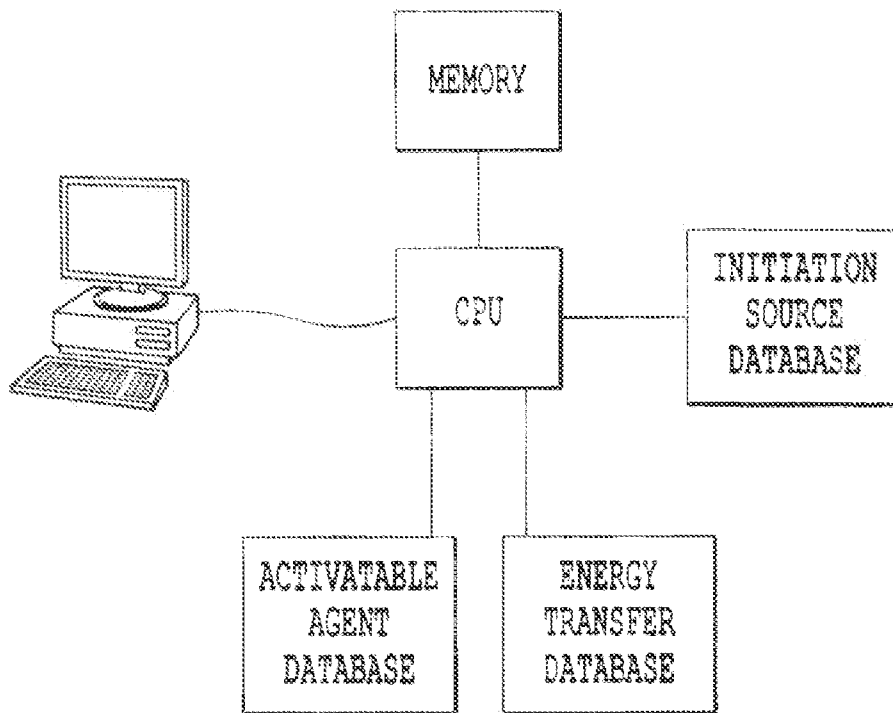 MEMORY
CPU
INITIATION
SOURCE
DATABASE
ACTIVATABLE
AGENT
DATABASE
ENERGY
TRANSFER
DATABASE